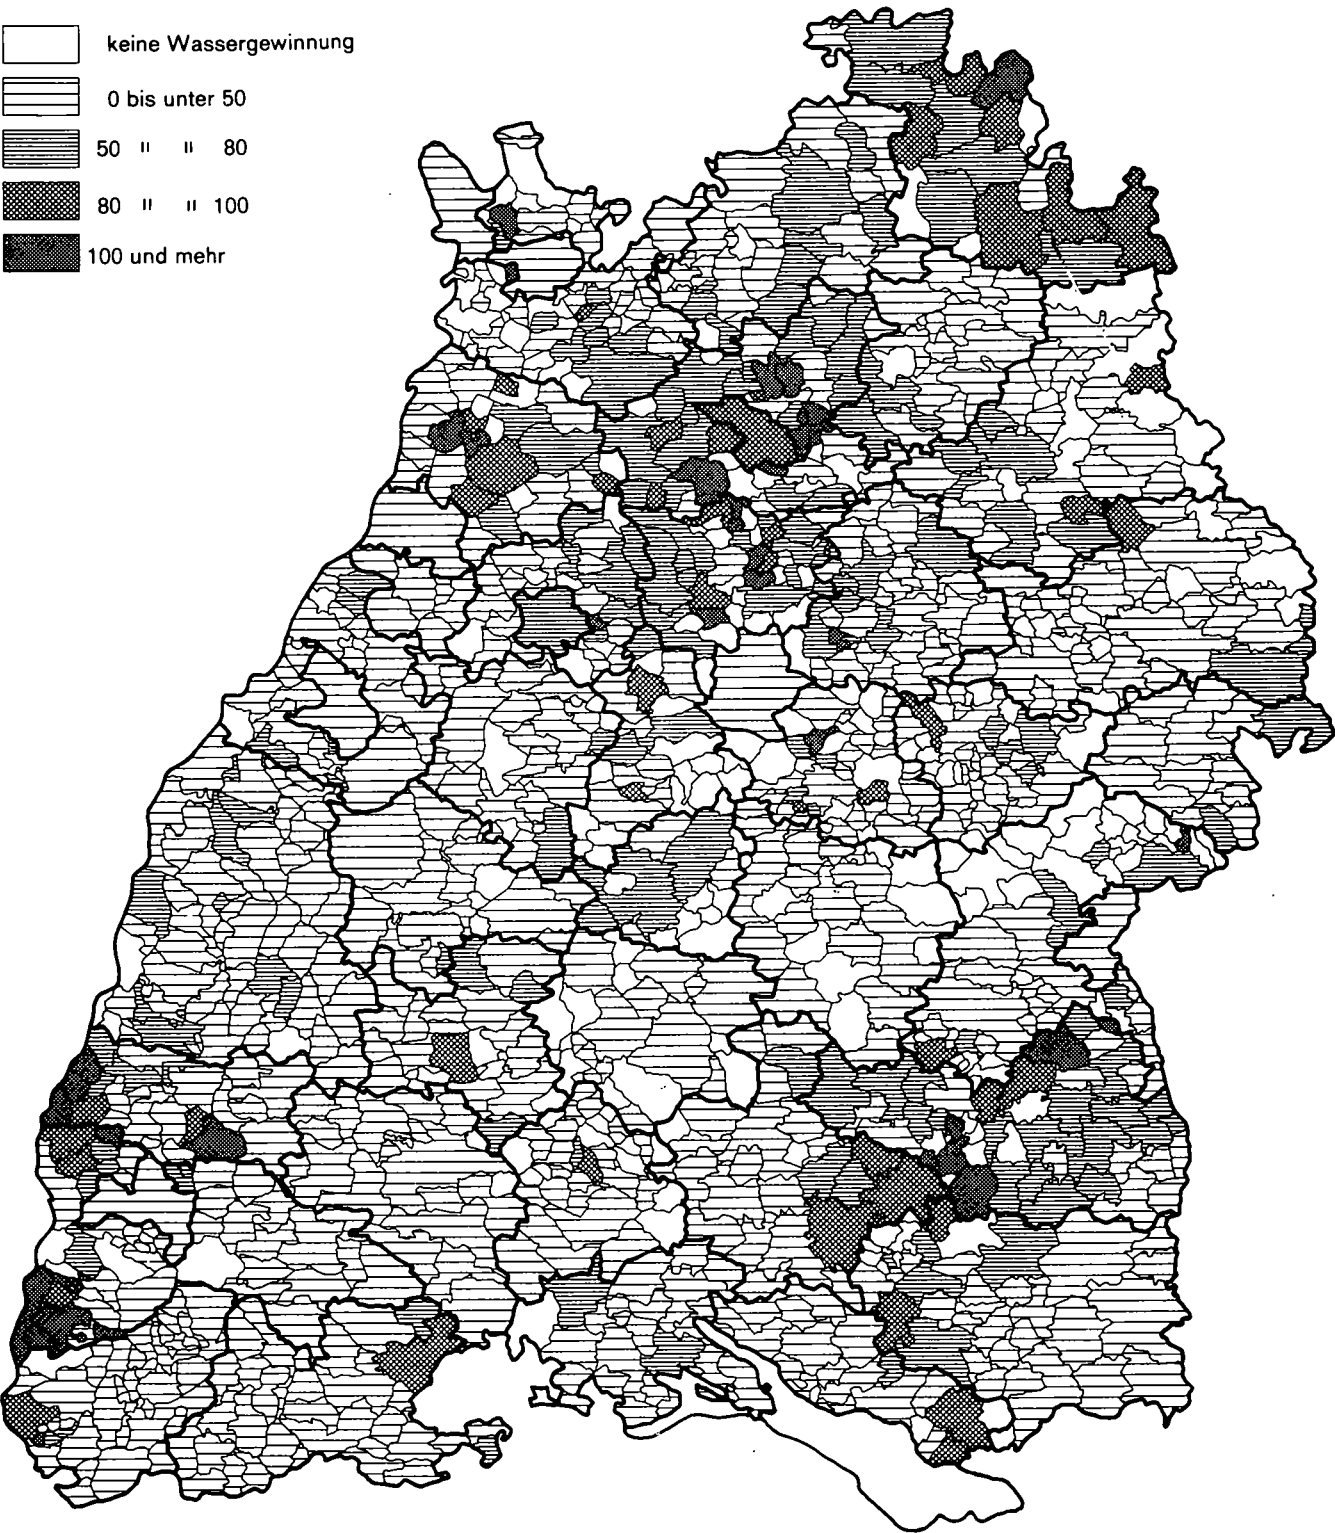 keine Wassergewinnung
0 bis unter 50
50 " " 80
80 " " 100
100 und mehr